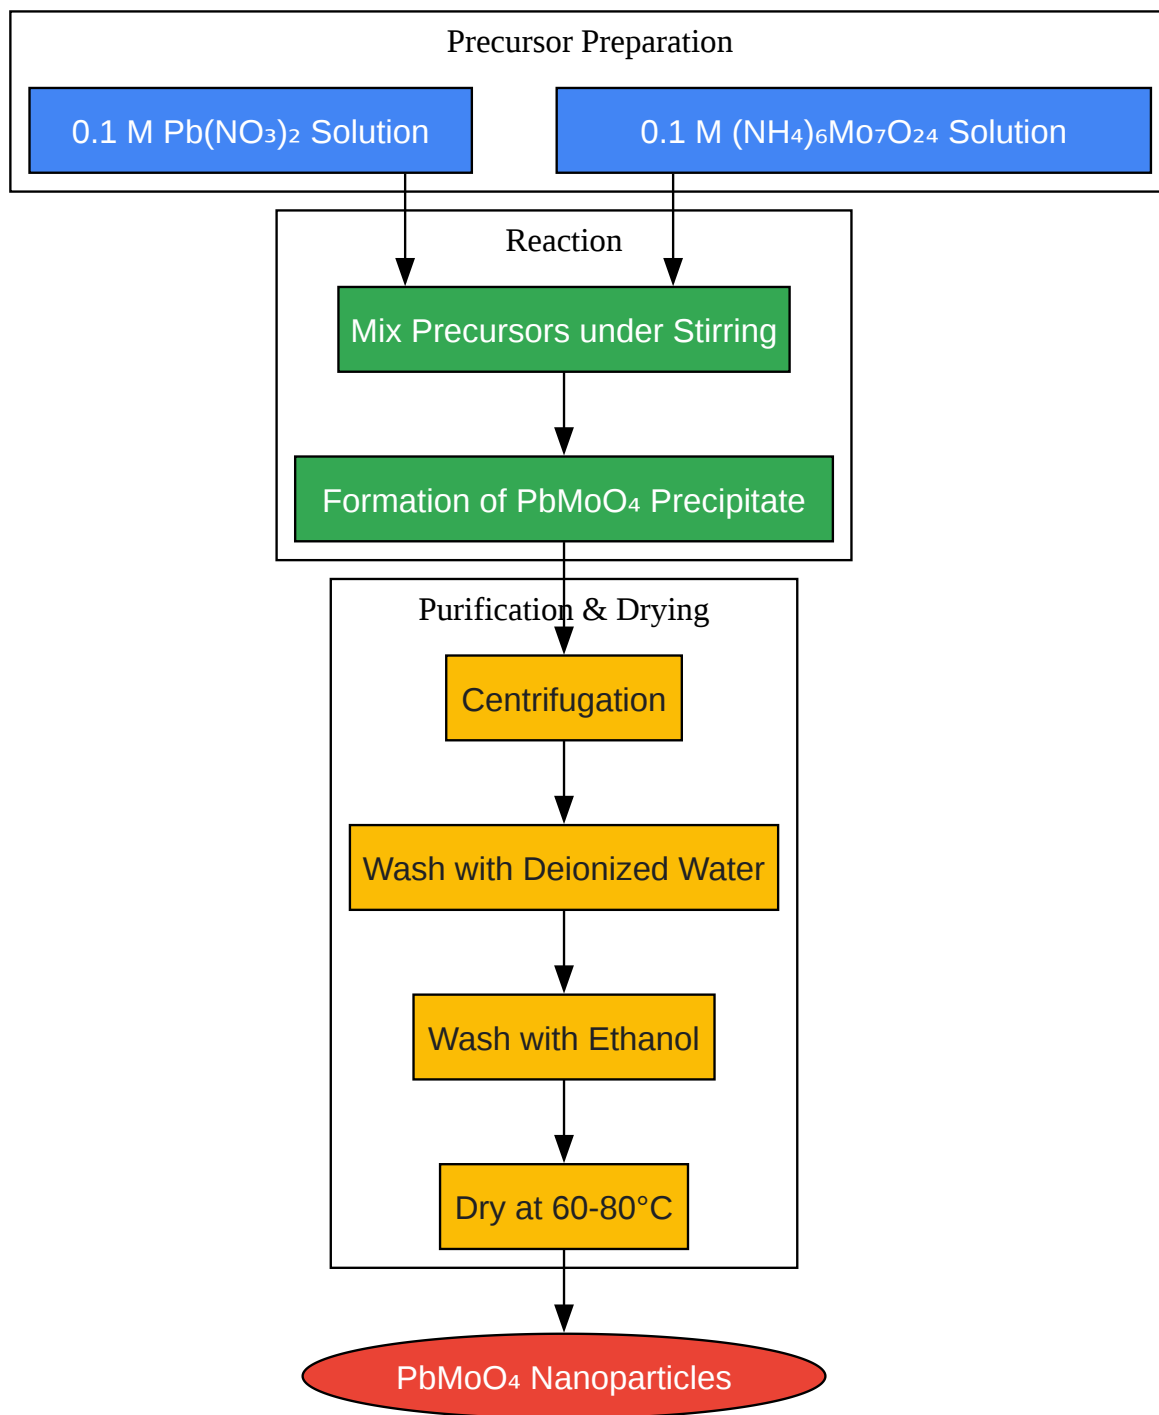 Precursor Preparation
0.1 M Pb(NO₃)₂ Solution
0.1 M (NH₄)₆Mo₇O₂₄ Solution
Reaction
Mix Precursors under Stirring
Formation of PbMoO₄ Precipitate
Purification & Drying
Centrifugation
Wash with Deionized Water
Wash with Ethanol
Dry at 60-80°C
PbMoO₄ Nanoparticles